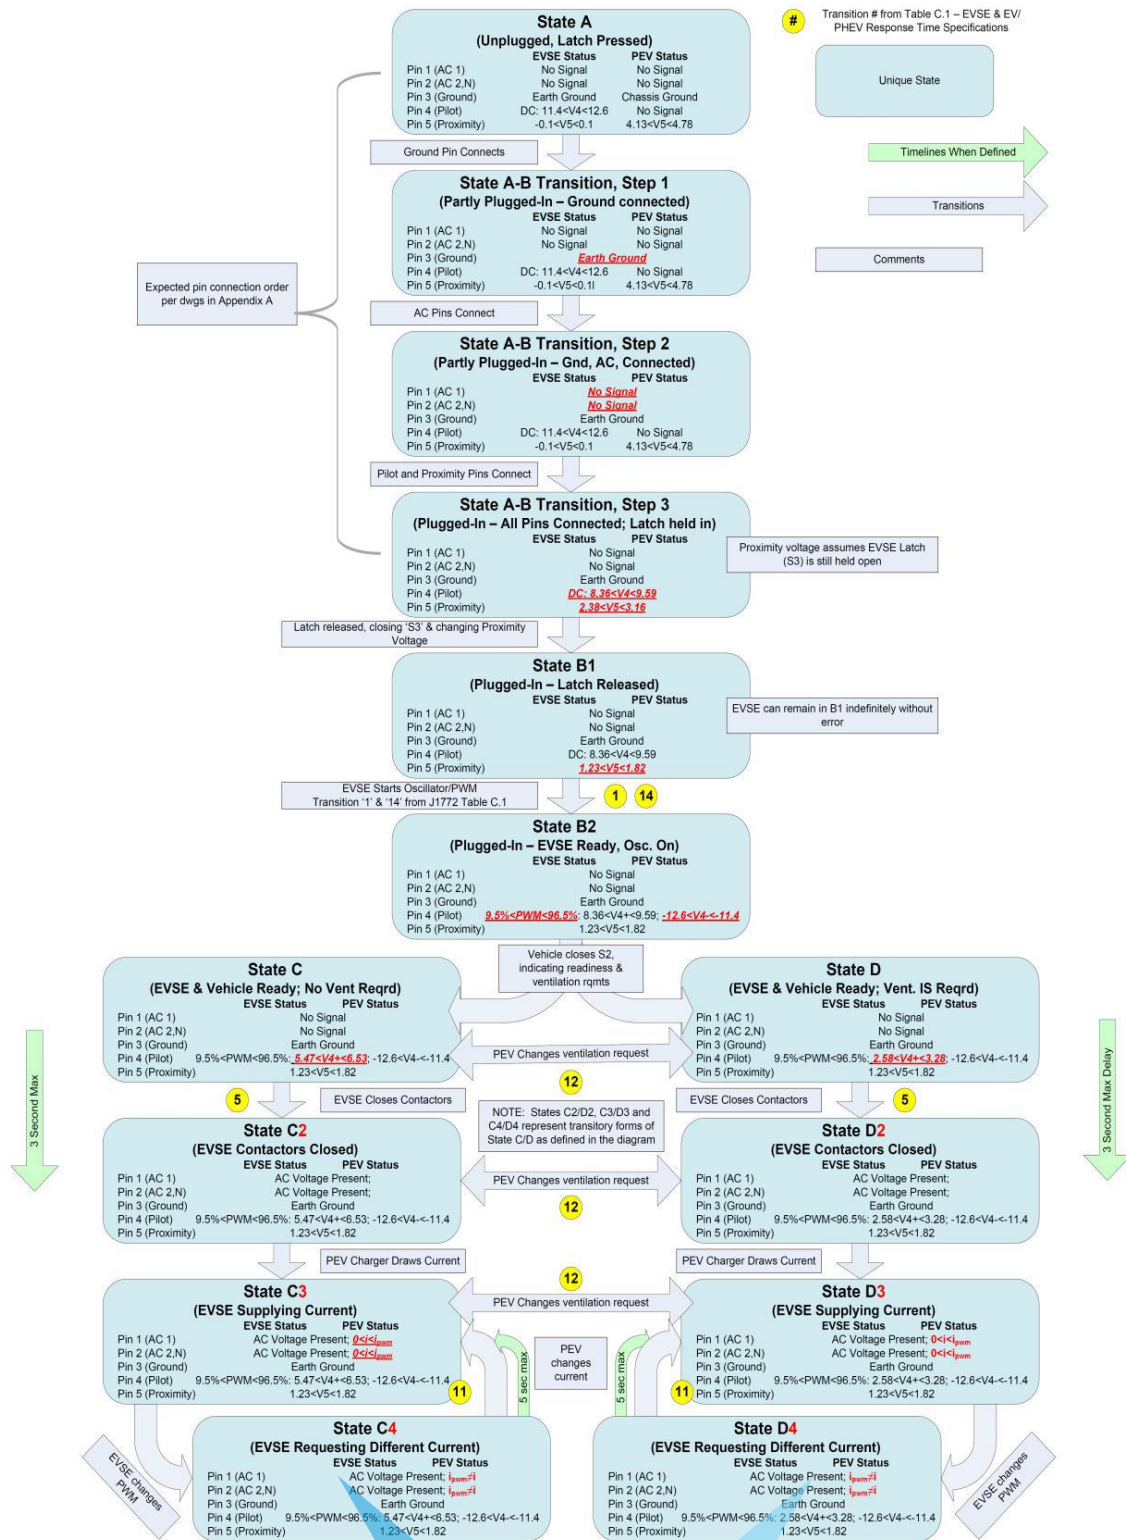 State A
(Unplugged, Latch Pressed)
EVSE Status PEV Status
Pin 1 (AC 1) No Signal No Signal
Pin 2 (AC 2,N) No Signal No Signal
Pin 3 (Ground) Earth Ground Chassis Ground
Pin 4 (Pilot) DC: 11.4<V4<12.6 No Signal
Pin 5 (Proximity) -0.1<V5<0.1 4.13<V5<4.78
# Transition # from Table C.1 – EVSE & EV/
PHEV Response Time Specifications
Unique State
Timelines When Defined
Transitions
Comments
Ground Pin Connects
State A-B Transition, Step 1
(Partly Plugged-In – Ground connected)
EVSE Status PEV Status
Pin 1 (AC 1) No Signal No Signal
Pin 2 (AC 2,N) No Signal No Signal
Pin 3 (Ground) Earth Ground
Pin 4 (Pilot) DC: 11.4<V4<12.6 No Signal
Pin 5 (Proximity) -0.1<V5<0.1l 4.13<V5<4.78
Expected pin connection order
per dwgs in Appendix A
AC Pins Connect
State A-B Transition, Step 2
(Partly Plugged-In – Gnd, AC, Connected)
EVSE Status PEV Status
Pin 1 (AC 1) No Signal
Pin 2 (AC 2,N) No Signal
Pin 3 (Ground) Earth Ground
Pin 4 (Pilot) DC: 11.4<V4<12.6 No Signal
Pin 5 (Proximity) -0.1<V5<0.1 4.13<V5<4.78
Pilot and Proximity Pins Connect
State A-B Transition, Step 3
(Plugged-In – All Pins Connected; Latch held in)
EVSE Status PEV Status
Pin 1 (AC 1) No Signal
Pin 2 (AC 2,N) No Signal
Pin 3 (Ground) Earth Ground
Pin 4 (Pilot) DC: 8.36<V4<9.59
Pin 5 (Proximity) 2.38<V5<3.16
Proximity voltage assumes EVSE Latch
(S3) is still held open
Latch released, closing 'S3' & changing Proximity
Voltage
State B1
(Plugged-In – Latch Released)
EVSE Status PEV Status
Pin 1 (AC 1) No Signal
Pin 2 (AC 2,N) No Signal
Pin 3 (Ground) Earth Ground
Pin 4 (Pilot) DC: 8.36<V4<9.59
Pin 5 (Proximity) 1.23<V5<1.82
EVSE can remain in B1 indefinitely without
error
EVSE Starts Oscillator/PWM
Transition '1' & '14' from J1772 Table C.1
1 14
State B2
(Plugged-In – EVSE Ready, Osc. On)
EVSE Status PEV Status
Pin 1 (AC 1) No Signal
Pin 2 (AC 2,N) No Signal
Pin 3 (Ground) Earth Ground
Pin 4 (Pilot) 9.5%<PWM<96.5%: 8.36<V4+<9.59; -12.6<V4-<-11.4
Pin 5 (Proximity) 1.23<V5<1.82
Vehicle closes S2,
indicating readiness &
ventilation rqmts
State C
(EVSE & Vehicle Ready; No Vent Reqrd)
EVSE Status PEV Status
Pin 1 (AC 1) No Signal
Pin 2 (AC 2,N) No Signal
Pin 3 (Ground) Earth Ground
Pin 4 (Pilot) 9.5%<PWM<96.5%: 5.47<V4+<6.53; -12.6<V4-<-11.4
Pin 5 (Proximity) 1.23<V5<1.82
State D
(EVSE & Vehicle Ready; Vent. IS Reqrd)
EVSE Status PEV Status
Pin 1 (AC 1) No Signal
Pin 2 (AC 2,N) No Signal
Pin 3 (Ground) Earth Ground
Pin 4 (Pilot) 9.5%<PWM<96.5%: 2.58<V4+<3.28; -12.6<V4-<-11.4
Pin 5 (Proximity) 1.23<V5<1.82
PEV Changes ventilation request
12
3 Second Max
3 Second Max Delay
5
EVSE Closes Contactors
EVSE Closes Contactors
5
NOTE: States C2/D2, C3/D3 and
C4/D4 represent transitory forms of
State C/D as defined in the diagram
State C2
(EVSE Contactors Closed)
EVSE Status PEV Status
Pin 1 (AC 1) AC Voltage Present;
Pin 2 (AC 2,N) AC Voltage Present;
Pin 3 (Ground) Earth Ground
Pin 4 (Pilot) 9.5%<PWM<96.5%: 5.47<V4+<6.53; -12.6<V4-<-11.4
Pin 5 (Proximity) 1.23<V5<1.82
State D2
(EVSE Contactors Closed)
EVSE Status PEV Status
Pin 1 (AC 1) AC Voltage Present;
Pin 2 (AC 2,N) AC Voltage Present;
Pin 3 (Ground) Earth Ground
Pin 4 (Pilot) 9.5%<PWM<96.5%: 2.58<V4+<3.28; -12.6<V4-<-11.4
Pin 5 (Proximity) 1.23<V5<1.82
PEV Changes ventilation request
12
PEV Charger Draws Current
PEV Charger Draws Current
12
PEV Changes ventilation request
State C3
(EVSE Supplying Current)
EVSE Status PEV Status
Pin 1 (AC 1) AC Voltage Present; 0<i<ipwm
Pin 2 (AC 2,N) AC Voltage Present; 0<i<ipwm
Pin 3 (Ground) Earth Ground
Pin 4 (Pilot) 9.5%<PWM<96.5%: 5.47<V4+<6.53; -12.6<V4-<-11.4
Pin 5 (Proximity) 1.23<V5<1.82
State D3
(EVSE Supplying Current)
EVSE Status PEV Status
Pin 1 (AC 1) AC Voltage Present; 0<i<ipwm
Pin 2 (AC 2,N) AC Voltage Present; 0<i<ipwm
Pin 3 (Ground) Earth Ground
Pin 4 (Pilot) 9.5%<PWM<96.5%: 2.58<V4+<3.28; -12.6<V4-<-11.4
Pin 5 (Proximity) 1.23<V5<1.82
11
5 sec max
PEV
changes
current
5 sec max
11
EVSE changes
PWM
EVSE changes
PWM
State C4
(EVSE Requesting Different Current)
EVSE Status PEV Status
Pin 1 (AC 1) AC Voltage Present; ipwm≠i
Pin 2 (AC 2,N) AC Voltage Present; ipwm≠i
Pin 3 (Ground) Earth Ground
Pin 4 (Pilot) 9.5%<PWM<96.5%: 5.47<V4+<6.53; -12.6<V4-<-11.4
Pin 5 (Proximity) 1.23<V5<1.82
State D4
(EVSE Requesting Different Current)
EVSE Status PEV Status
Pin 1 (AC 1) AC Voltage Present; ipwm≠i
Pin 2 (AC 2,N) AC Voltage Present; ipwm≠i
Pin 3 (Ground) Earth Ground
Pin 4 (Pilot) 9.5%<PWM<96.5%: 2.58<V4+<3.28; -12.6<V4-<-11.4
Pin 5 (Proximity) 1.23<V5<1.82